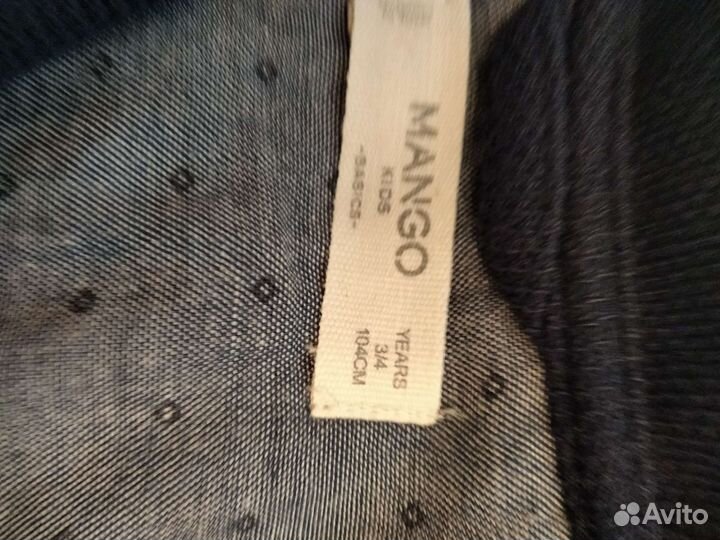 MANGO
KIDS
-BASICS-
YEARS
3/4
104CM
Avito